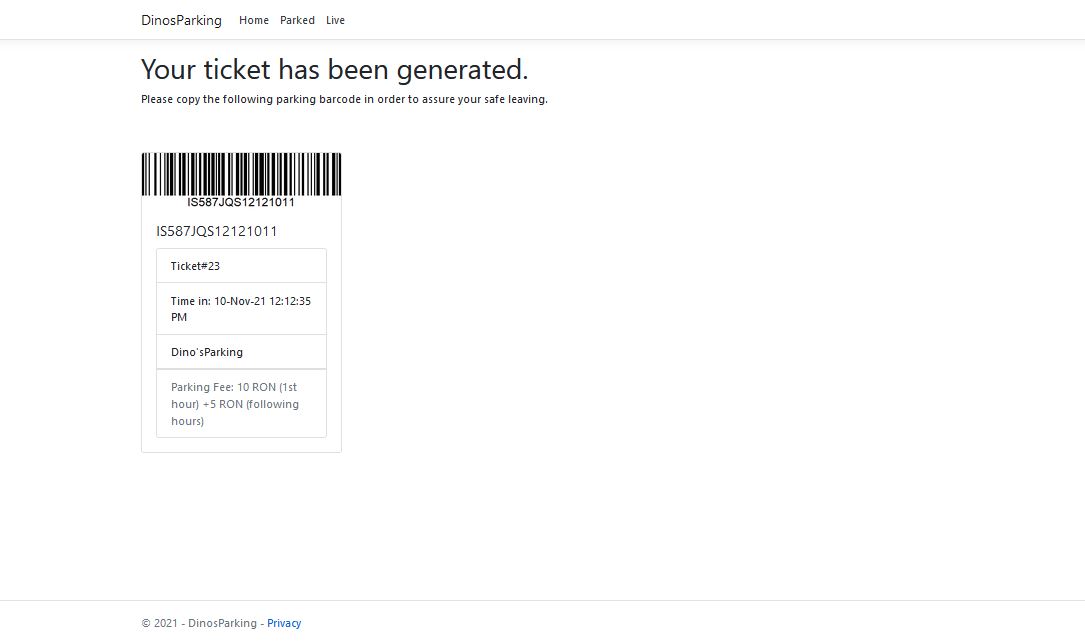 DinosParking Home Parked Live
Your ticket has been generated.
Please copy the following parking barcode in order to assure your safe leaving.
IS587JQS12121011
IS587JQS12121011
Ticket#23
Time in: 10-Nov-21 12:12:35
PM
Dino`sParking
Parking Fee: 10 RON (1st
hour) +5 RON (following
hours)
© 2021 - DinosParking - Privacy